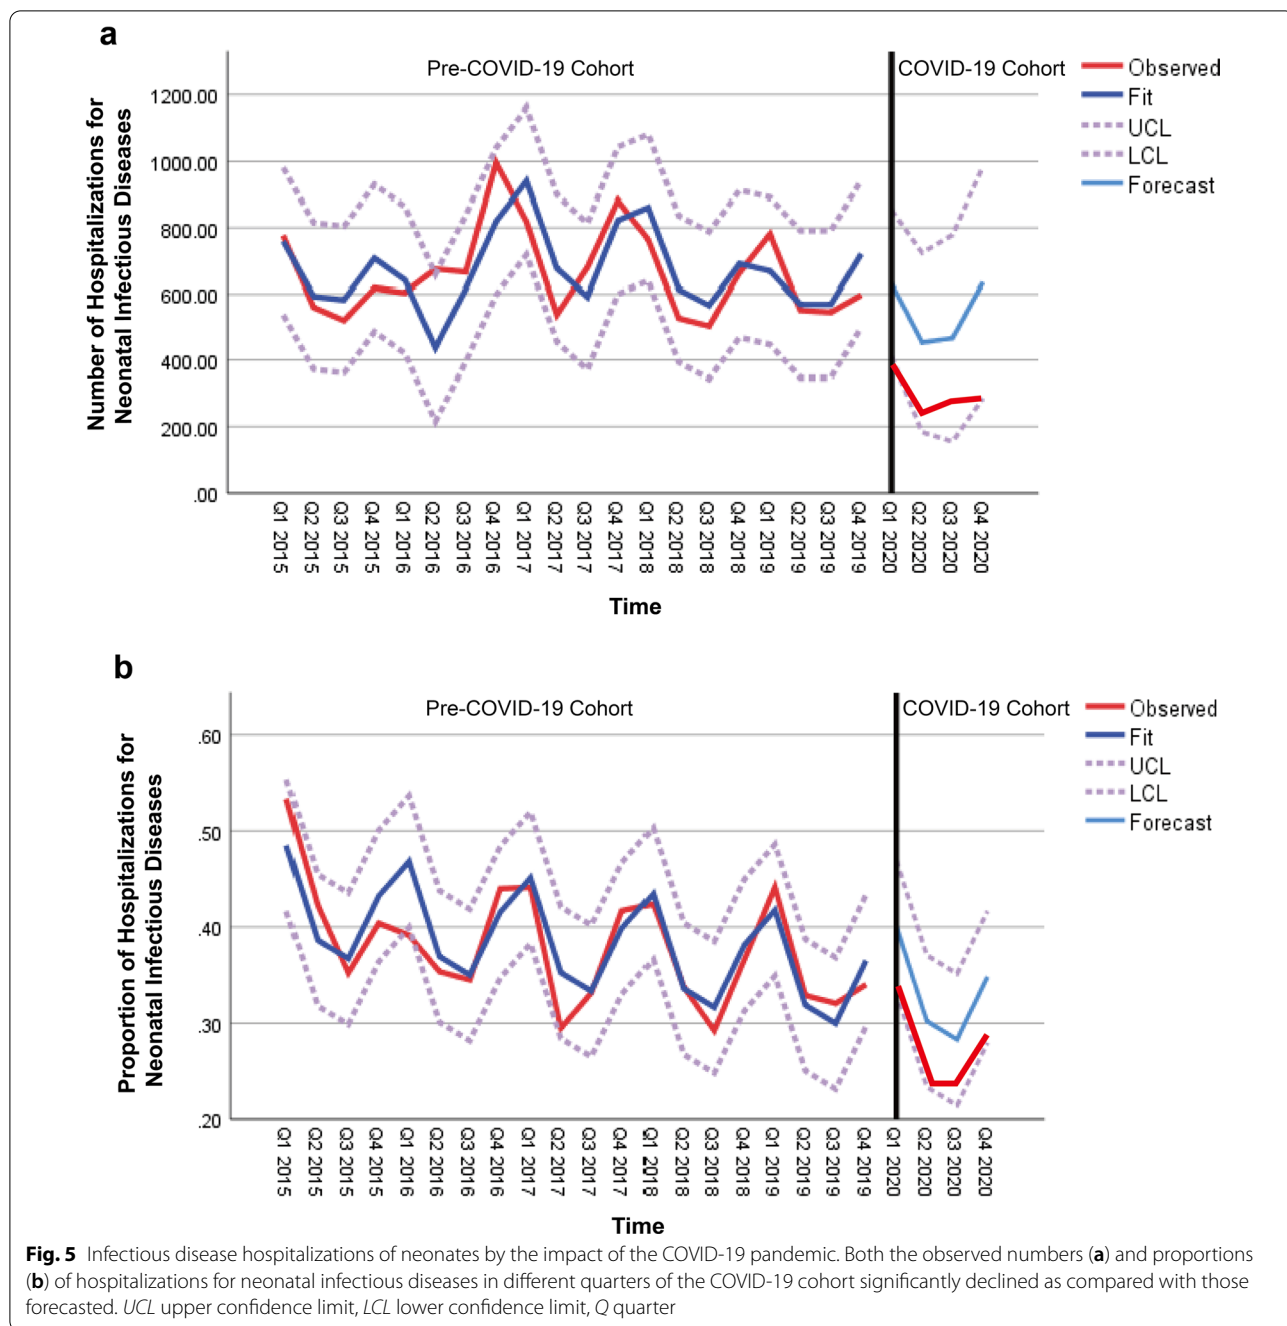 a
Pre-COVID-19 Cohort
COVID-19 Cohort
Observed
Fit
UCL
LCL
Forecast
Number of Hospitalizations for
Neonatal Infectious Diseases
1200.00
1000.00
800.00
600.00
400.00
200.00
.00
Q1 2015
Q2 2015
Q3 2015
Q4 2015
Q1 2016
Q2 2016
Q3 2016
Q4 2016
Q1 2017
Q2 2017
Q3 2017
Q4 2017
Q1 2018
Q2 2018
Q3 2018
Q4 2018
Q1 2019
Q2 2019
Q3 2019
Q4 2019
Q1 2020
Q2 2020
Q3 2020
Q4 2020
Time
b
Pre-COVID-19 Cohort
COVID-19 Cohort
Observed
Fit
UCL
LCL
Forecast
Proportion of Hospitalizations for
Neonatal Infectious Diseases
.60
.50
.40
.30
.20
Q1 2015
Q2 2015
Q3 2015
Q4 2015
Q1 2016
Q2 2016
Q3 2016
Q4 2016
Q1 2017
Q2 2017
Q3 2017
Q4 2017
Q1 2018
Q2 2018
Q3 2018
Q4 2018
Q1 2019
Q2 2019
Q3 2019
Q4 2019
Q1 2020
Q2 2020
Q3 2020
Q4 2020
Time
Fig. 5 Infectious disease hospitalizations of neonates by the impact of the COVID-19 pandemic. Both the observed numbers (a) and proportions
(b) of hospitalizations for neonatal infectious diseases in different quarters of the COVID-19 cohort significantly declined as compared with those
forecasted. UCL upper confidence limit, LCL lower confidence limit, Q quarter